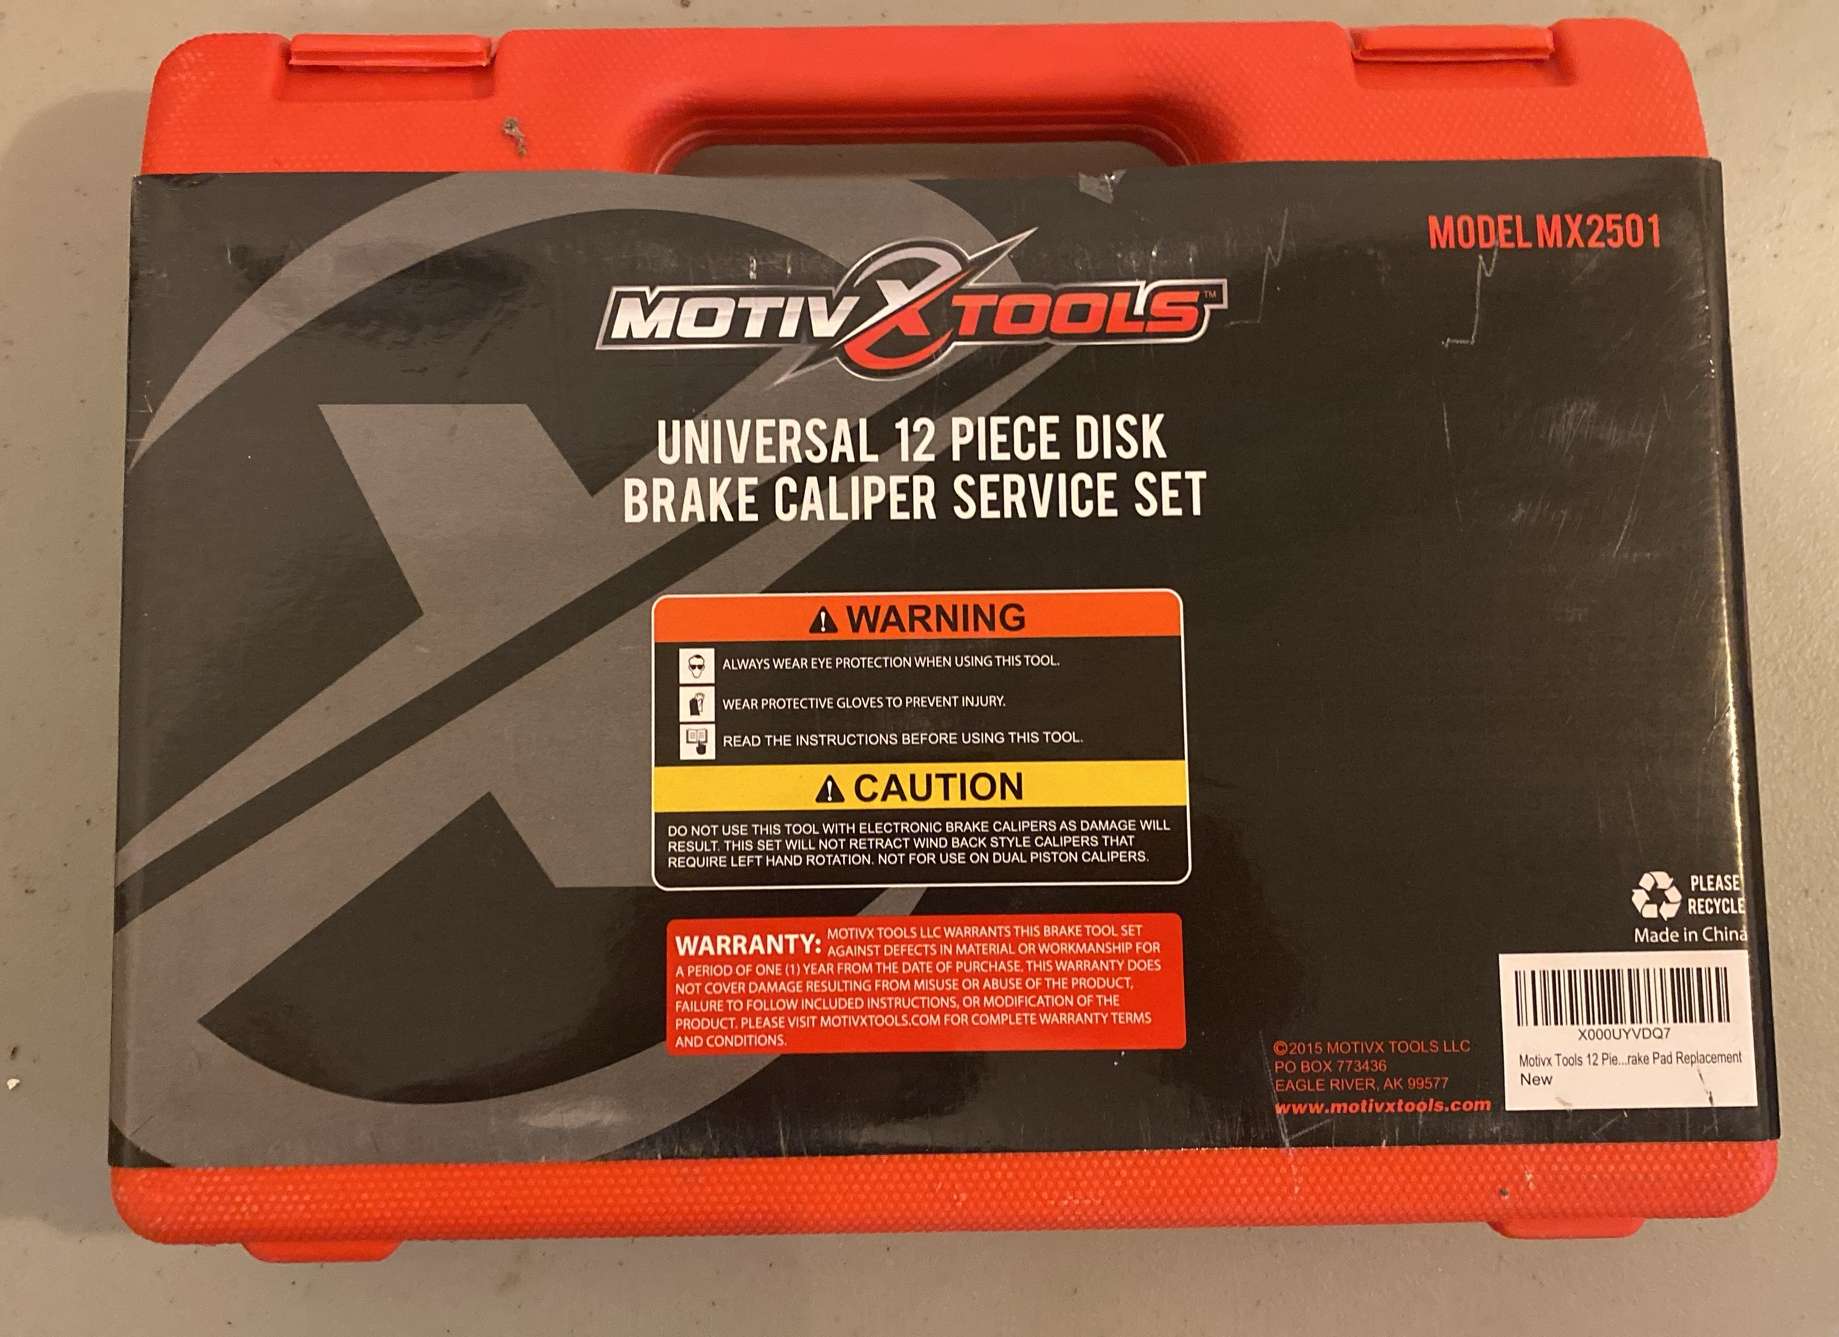 MODEL MX2501
MOTIVX TOOLS™
UNIVERSAL 12 PIECE DISK
BRAKE CALIPER SERVICE SET
WARNING
ALWAYS WEAR EYE PROTECTION WHEN USING THIS TOOL.
WEAR PROTECTIVE GLOVES TO PREVENT INJURY.
READ THE INSTRUCTIONS BEFORE USING THIS TOOL.
CAUTION
DO NOT USE THIS TOOL WITH ELECTRONIC BRAKE CALIPERS AS DAMAGE WILL
RESULT. THIS SET WILL NOT RETRACT WIND BACK STYLE CALIPERS THAT
REQUIRE LEFT HAND ROTATION. NOT FOR USE ON DUAL PISTON CALIPERS.
WARRANTY: MOTIVX TOOLS LLC WARRANTS THIS BRAKE TOOL SET
AGAINST DEFECTS IN MATERIAL OR WORKMANSHIP FOR
A PERIOD OF ONE (1) YEAR FROM THE DATE OF PURCHASE. THIS WARRANTY DOES
NOT COVER DAMAGE RESULTING FROM MISUSE OR ABUSE OF THE PRODUCT,
FAILURE TO FOLLOW INCLUDED INSTRUCTIONS, OR MODIFICATION OF THE
PRODUCT. PLEASE VISIT MOTIVXTOOLS.COM FOR COMPLETE WARRANTY TERMS
AND CONDITIONS.
©2015 MOTIVX TOOLS LLC
PO BOX 773436
EAGLE RIVER, AK 99577
www.motivxtools.com
PLEASE
RECYCLE
Made in China
X000UYVDQ7
Motivx Tools 12 Pie...rake Pad Replacement
New